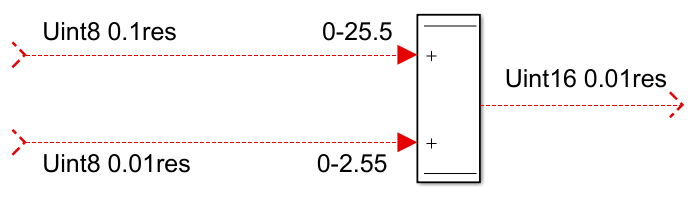 Uint8 0.1res
0-25.5
+
Uint16 0.01res
+
Uint8 0.01res
0-2.55